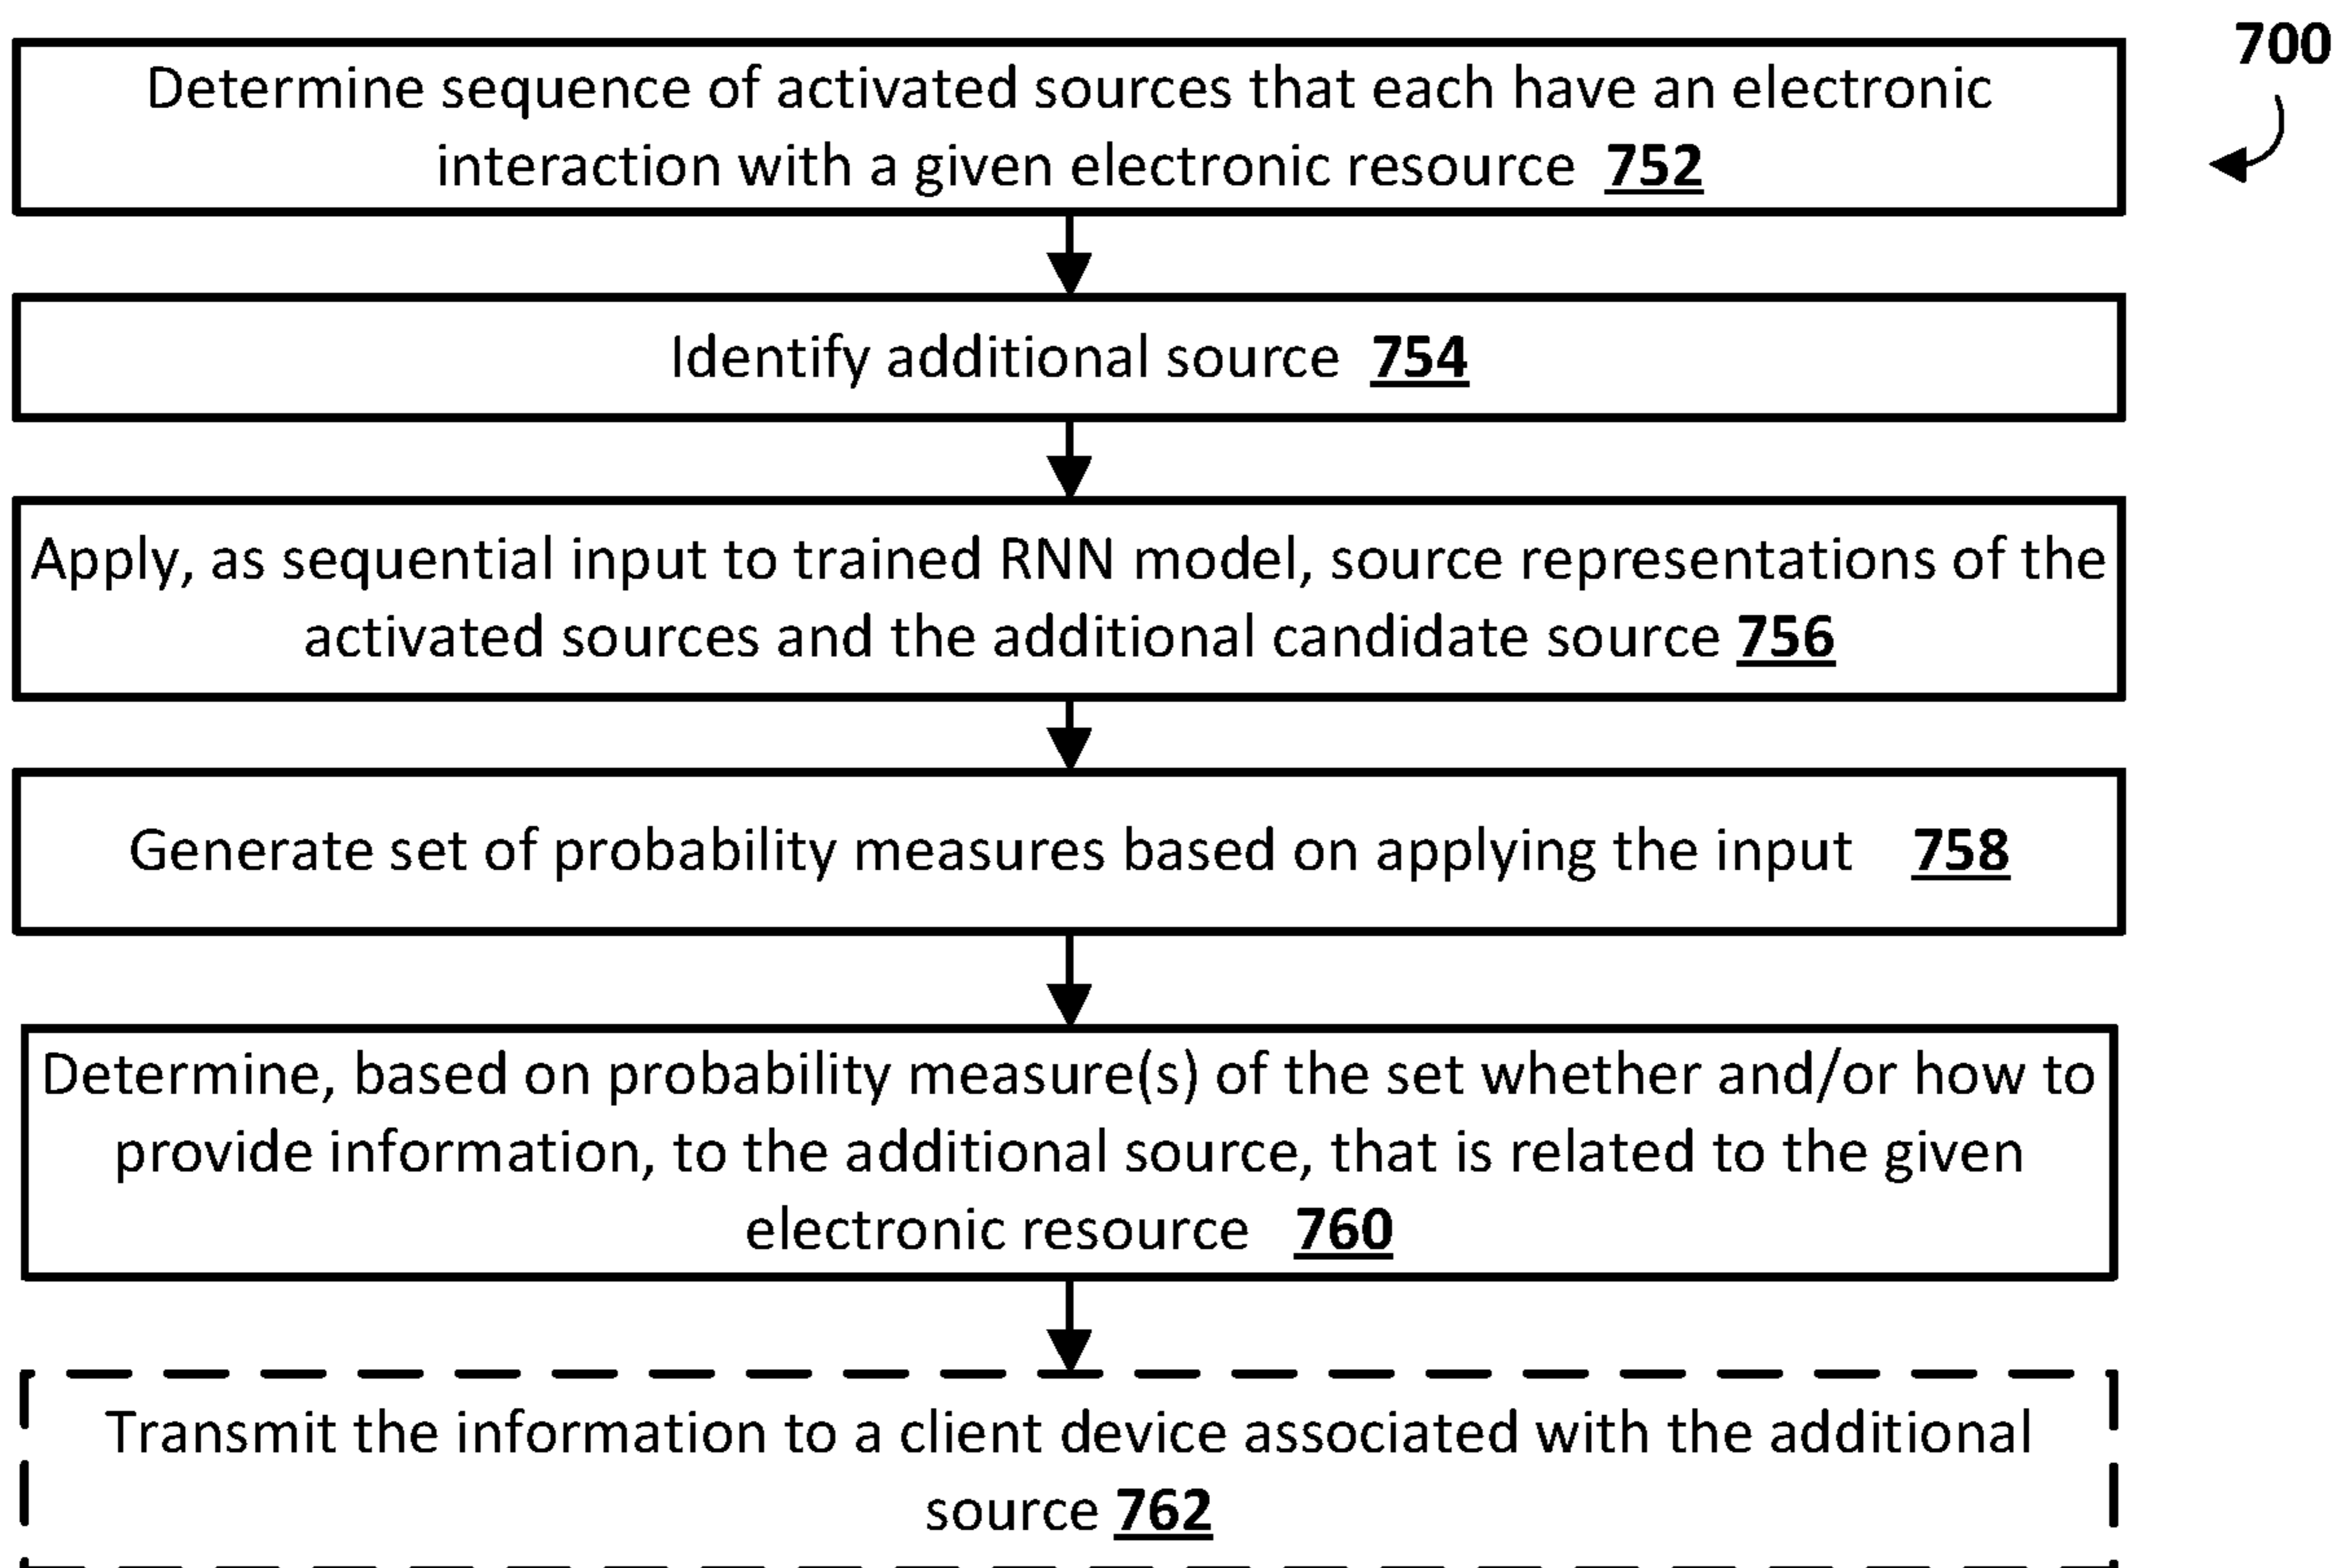 700
Determine sequence of activated sources that each have an electronic
interaction with a given electronic resource 752
Identify additional source 754
Apply, as sequential input to trained RNN model, source representations of the
activated sources and the additional candidate source 756
Generate set of probability measures based on applying the input 758
Determine, based on probability measure(s) of the set whether and/or how to
provide information, to the additional source, that is related to the given
electronic resource 760
Transmit the information to a client device associated with the additional
source 762